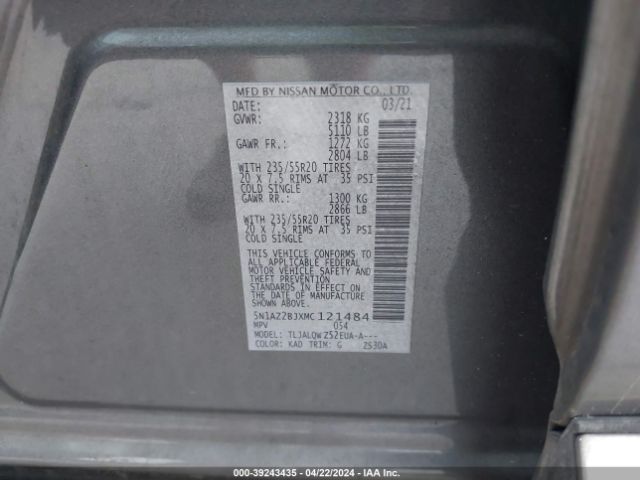 MFD BY NISSAN MOTOR CO., LTD.
DATE: 03/21
GVWR: 2318 KG
5110 LB
GAWR FR.: 1272 KG
2804 LB
WITH 235/55R20 TIRES
20 X 7.5 RIMS AT 35 PSI
COLD SINGLE
GAWR RR.: 1300 KG
2866 LB
WITH 235/55R20 TIRES
20 X 7.5 RIMS AT 35 PSI
COLD SINGLE
THIS VEHICLE CONFORMS TO
ALL APPLICABLE FEDERAL
MOTOR VEHICLE SAFETY AND
THEFT PREVENTION
STANDARDS IN EFFECT ON
THE DATE OF MANUFACTURE
SHOWN ABOVE.
5N1AZ2BJXMC121484
MPV 054
MODEL: TLJALQWZ52EUA-A---
COLOR: KAD TRIM: G ZS30A
000-39243435 - 04/22/2024 - IAA Inc.